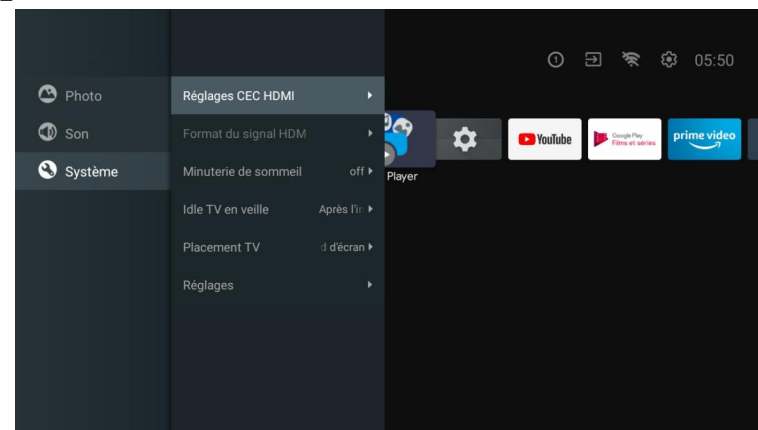 05:50
Photo
Son
Système
Réglages CEC HDMI
Format du signal HDM
Minuterie de sommeil off
Idle TV en veille Après l'ir
Placement TV d d'écran
Réglages
Player
YouTube
Google Play
Films et séries
prime video